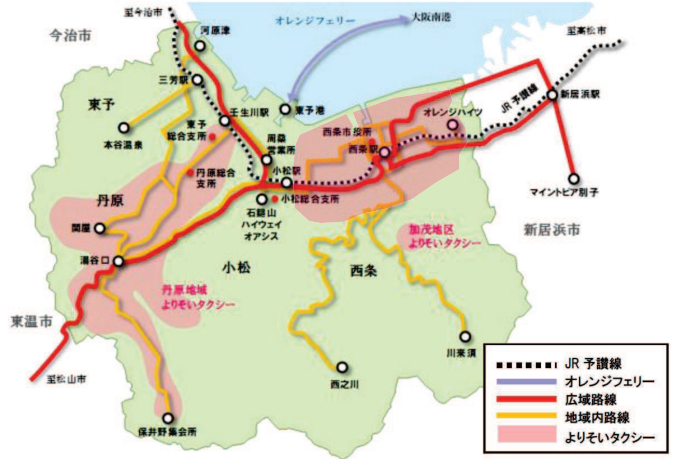 至今治市
今治市
河原津
オレンジフェリー
大阪南港
至高松市
三芳駅
東予
壬生川駅
東予港
JR 予讃線
新居浜駅
オレンジハイツ
本谷温泉
東予
総合支所
周桑
営業所
西条市役所
西条駅
丹原総合
支所
小松駅
丹原
小松総合支所
石鎚山
ハイウェイ
オアシス
マイントピア別子
関屋
加茂地区
よりそいタクシー
新居浜市
湯谷口
小松
西条
丹原地域
よりそいタクシー
東温市
至松山市
川来須
西之川
保井野集会所
JR 予讃線
オレンジフェリー
広域路線
地域内路線
よりそいタクシー